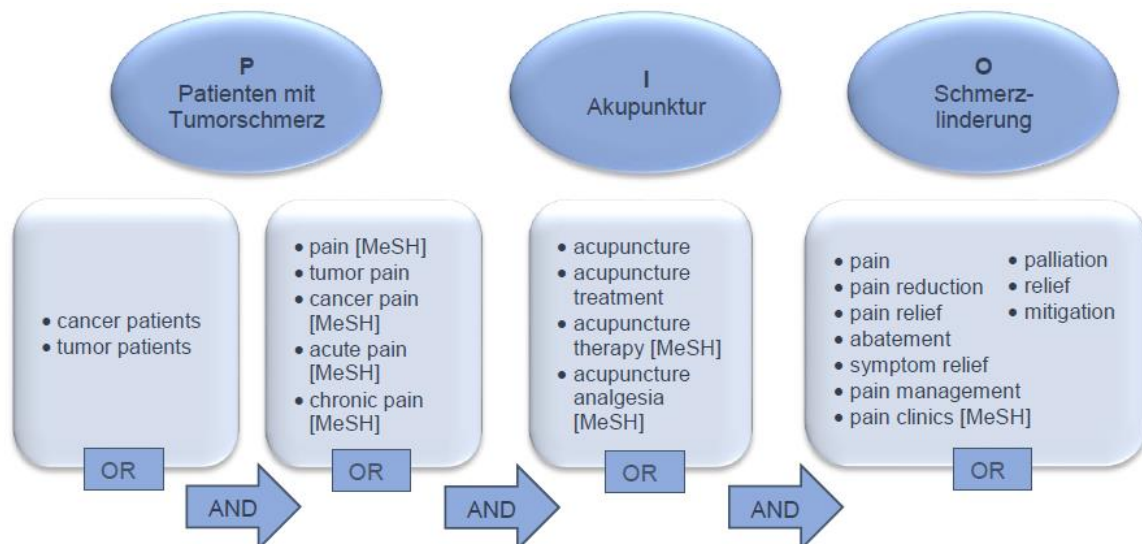 P
Patienten mit
Tumorschmerz
I
Akupunktur
O
Schmerz-
linderung
• cancer patients
• tumor patients
• pain [MeSH]
• tumor pain
• cancer pain
[MeSH]
• acute pain
[MeSH]
• chronic pain
[MeSH]
• acupuncture
• acupuncture
treatment
• acupuncture
therapy [MeSH]
• acupuncture
analgesia
[MeSH]
• pain
• pain reduction
• pain relief
• abatement
• symptom relief
• pain management
• pain clinics [MeSH]
• palliation
• relief
• mitigation
OR
OR
OR
OR
AND
AND
AND